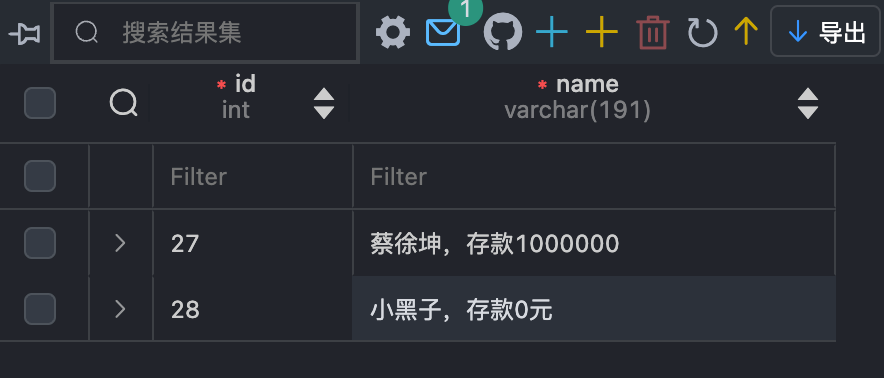 搜索结果集
1
导出
* id
int
* name
varchar(191)
Filter
Filter
27
蔡徐坤，存款1000000
28
小黑子，存款0元